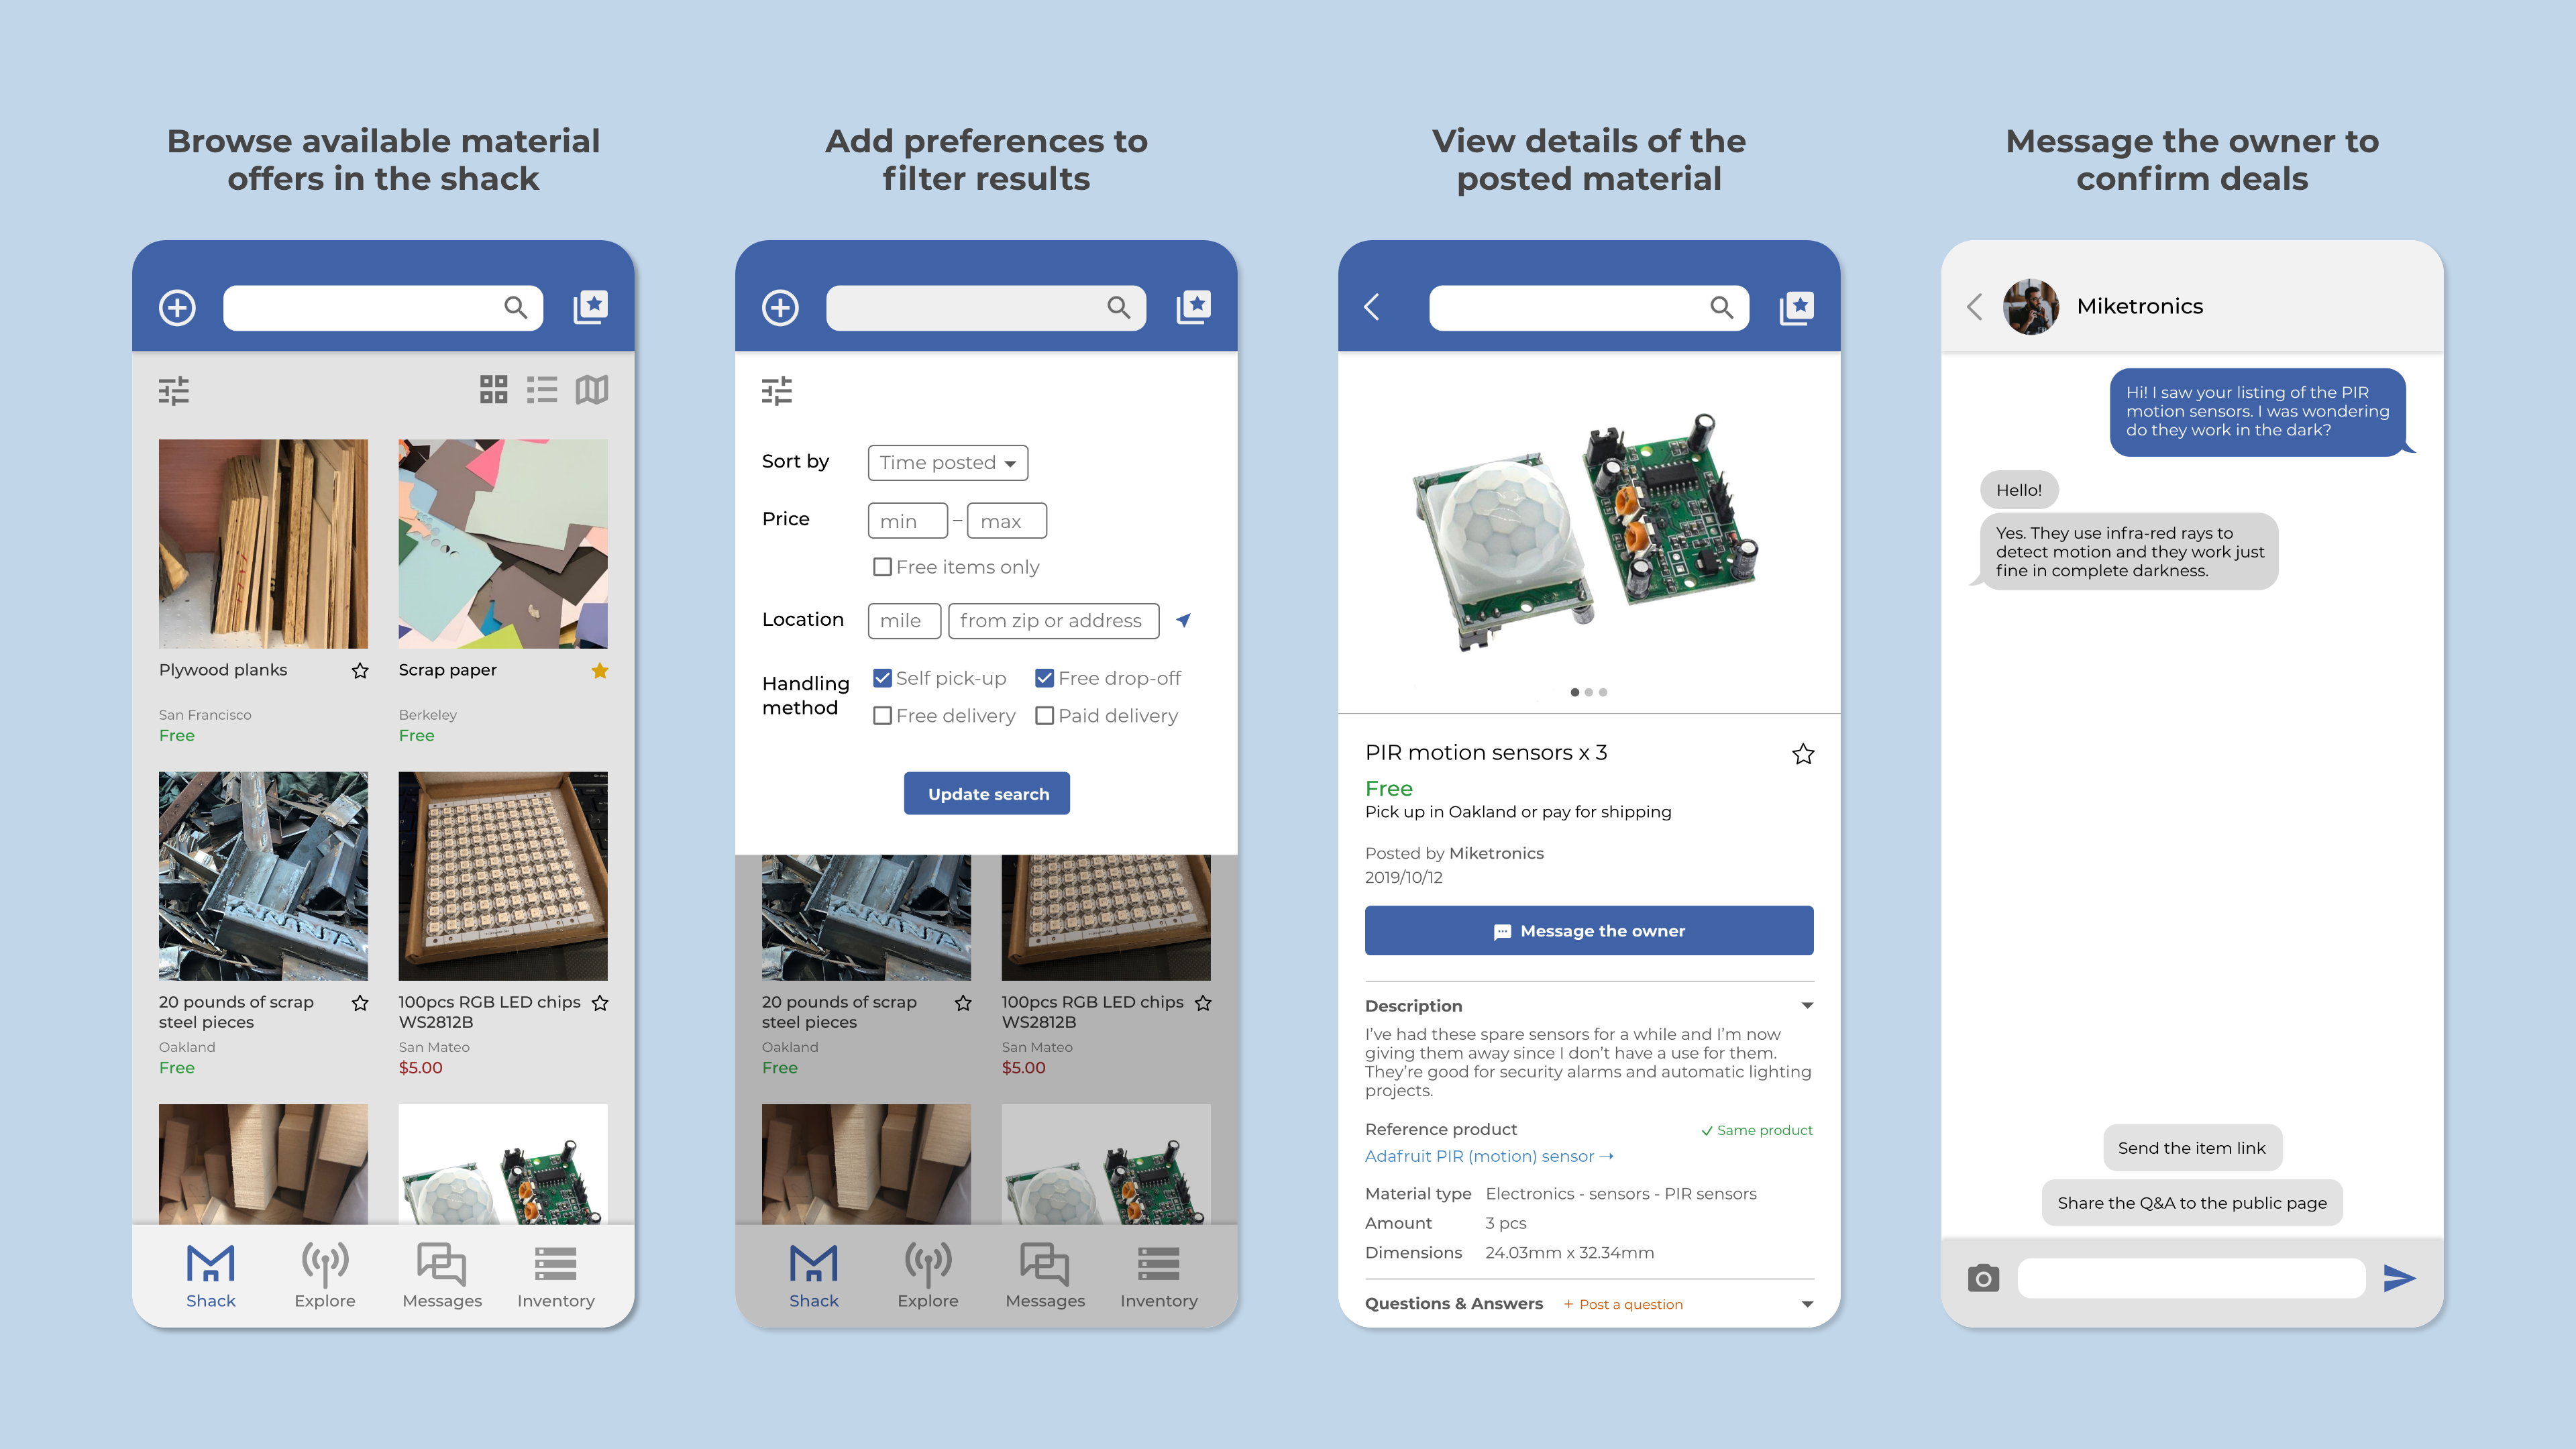 Browse available material
offers in the shack
Plywood planks
San Francisco
Free
Scrap paper
Berkeley
Free
20 pounds of scrap
steel pieces
Oakland
Free
100pcs RGB LED chips
WS2812B
San Mateo
$5.00
Shack
Explore
Messages
Inventory
Add preferences to
filter results
Sort by
Time posted
Price
min – max
Free items only
Location
mile
from zip or address
Handling
method
Self pick-up
Free drop-off
Free delivery
Paid delivery
Update search
20 pounds of scrap
steel pieces
Oakland
Free
100pcs RGB LED chips
WS2812B
San Mateo
$5.00
Shack
Explore
Messages
Inventory
View details of the
posted material
PIR motion sensors x 3
Free
Pick up in Oakland or pay for shipping
Posted by Miketronics
2019/10/12
Message the owner
Description
I've had these spare sensors for a while and I'm now
giving them away since I don't have a use for them.
They're good for security alarms and automatic lighting
projects.
Reference product
✓ Same product
Adafruit PIR (motion) sensor →
Material type Electronics - sensors - PIR sensors
Amount 3 pcs
Dimensions 24.03mm x 32.34mm
Questions & Answers + Post a question
Message the owner to
confirm deals
Miketronics
Hi! I saw your listing of the PIR
motion sensors. I was wondering
do they work in the dark?
Hello!
Yes. They use infra-red rays to
detect motion and they work just
fine in complete darkness.
Send the item link
Share the Q&A to the public page